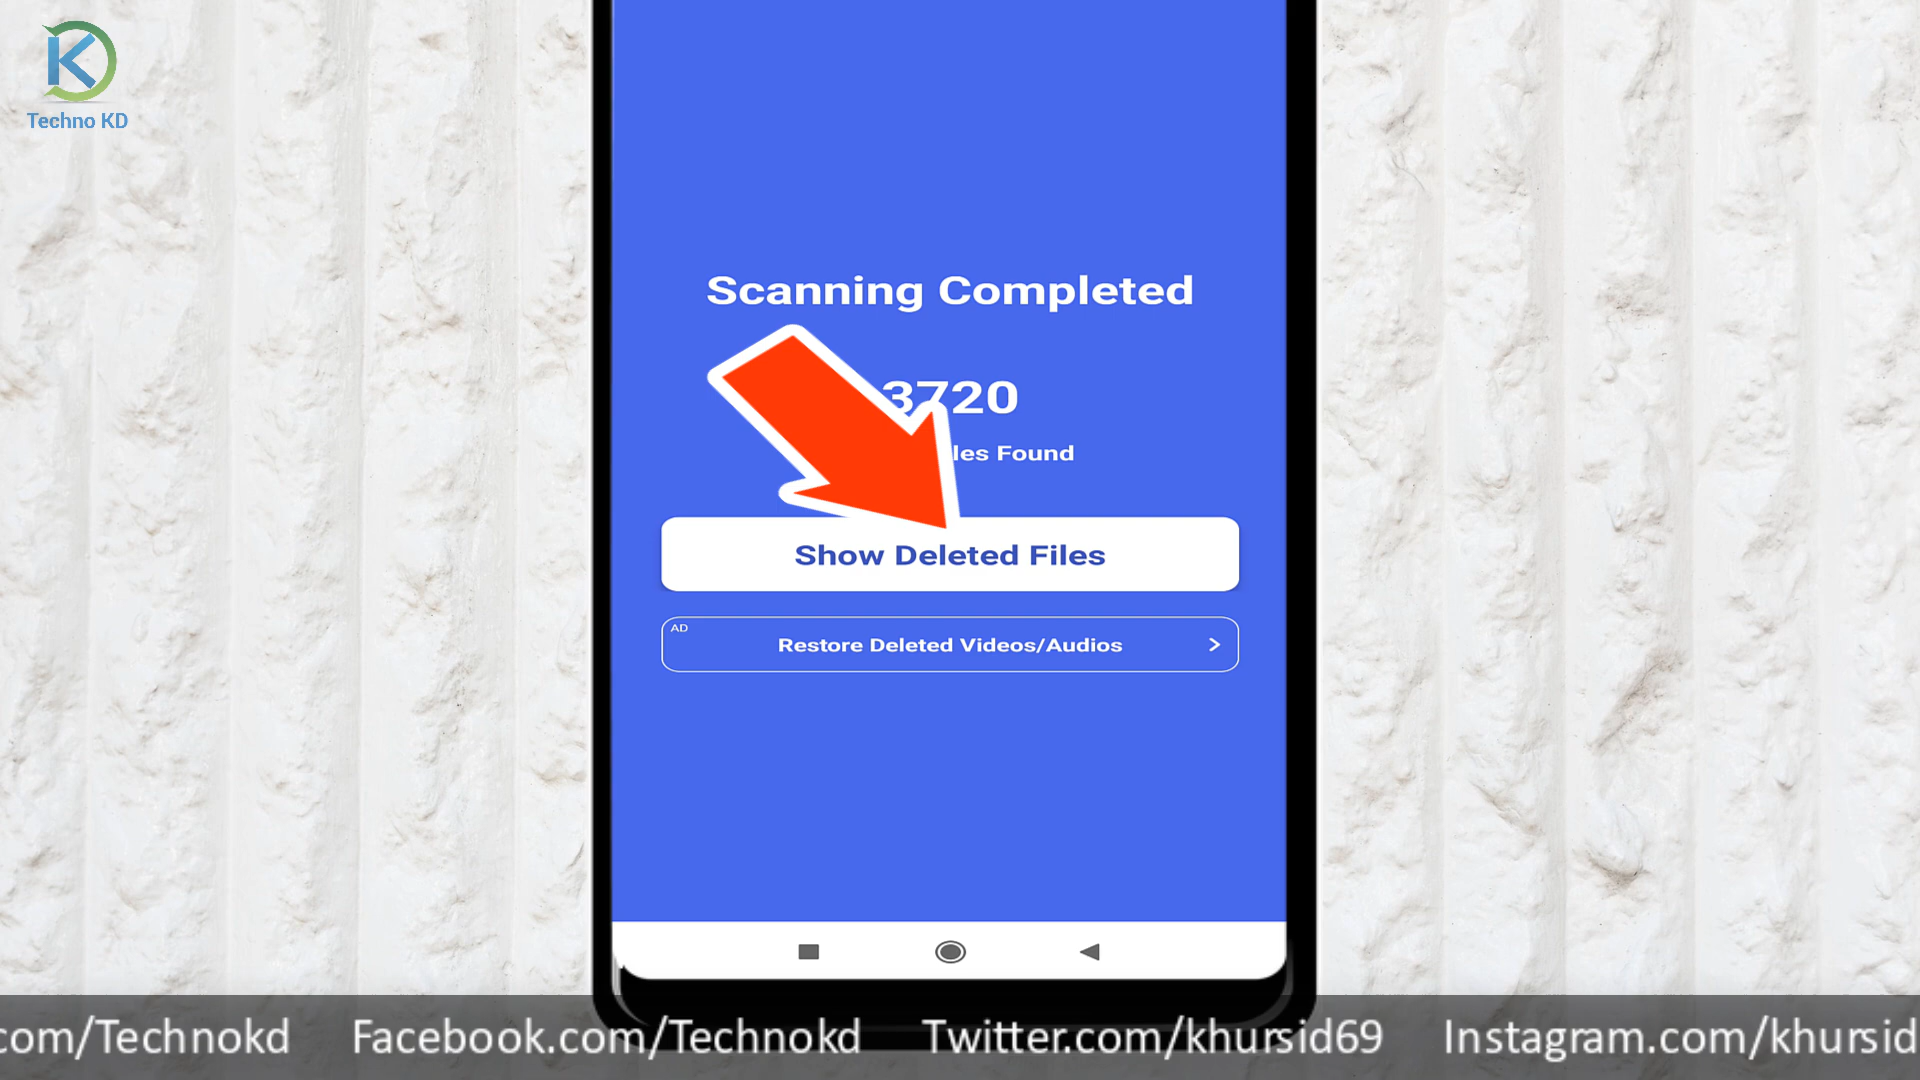 Techno KD
Scanning Completed
3720
Found
Show Deleted Files
AD
Restore Deleted Videos/Audios
com/Technokd Facebook.com/Technokd Twitter.com/khursid69 Instagram.com/khursid